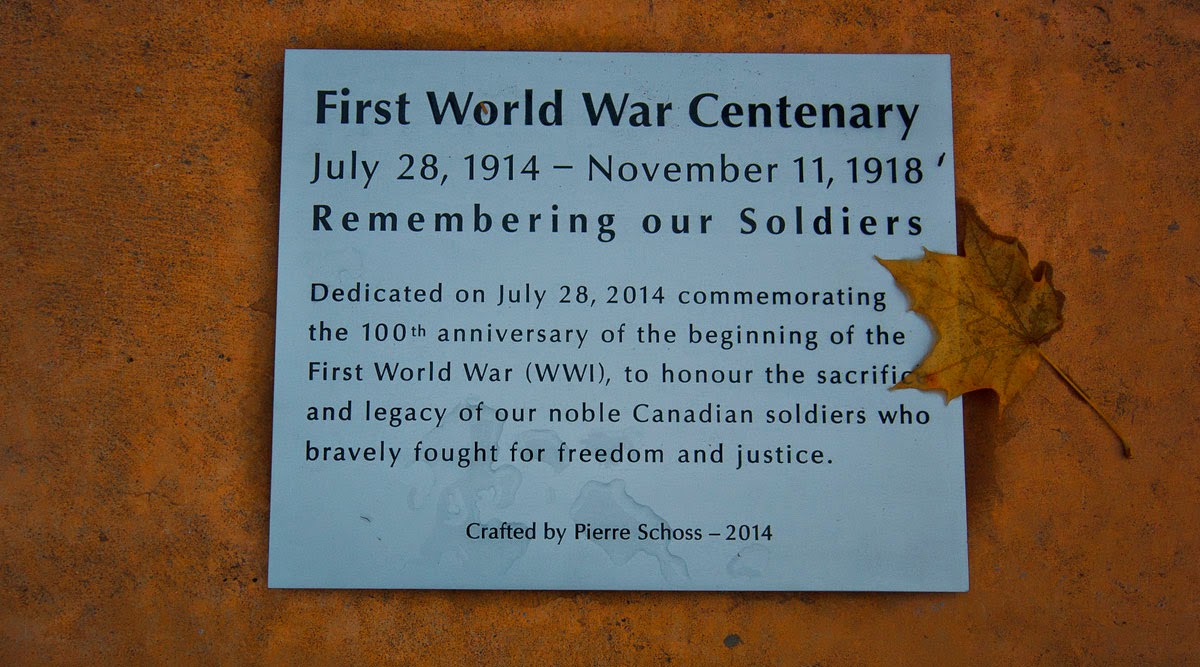 First World War Centenary
July 28, 1914 – November 11, 1918
Remembering our Soldiers
Dedicated on July 28, 2014 commemorating
the 100th anniversary of the beginning of the
First World War (WWI), to honour the
and legacy of our noble Canadian soldiers who
bravely fought for freedom and justice.
Crafted by Pierre Schoss – 2014